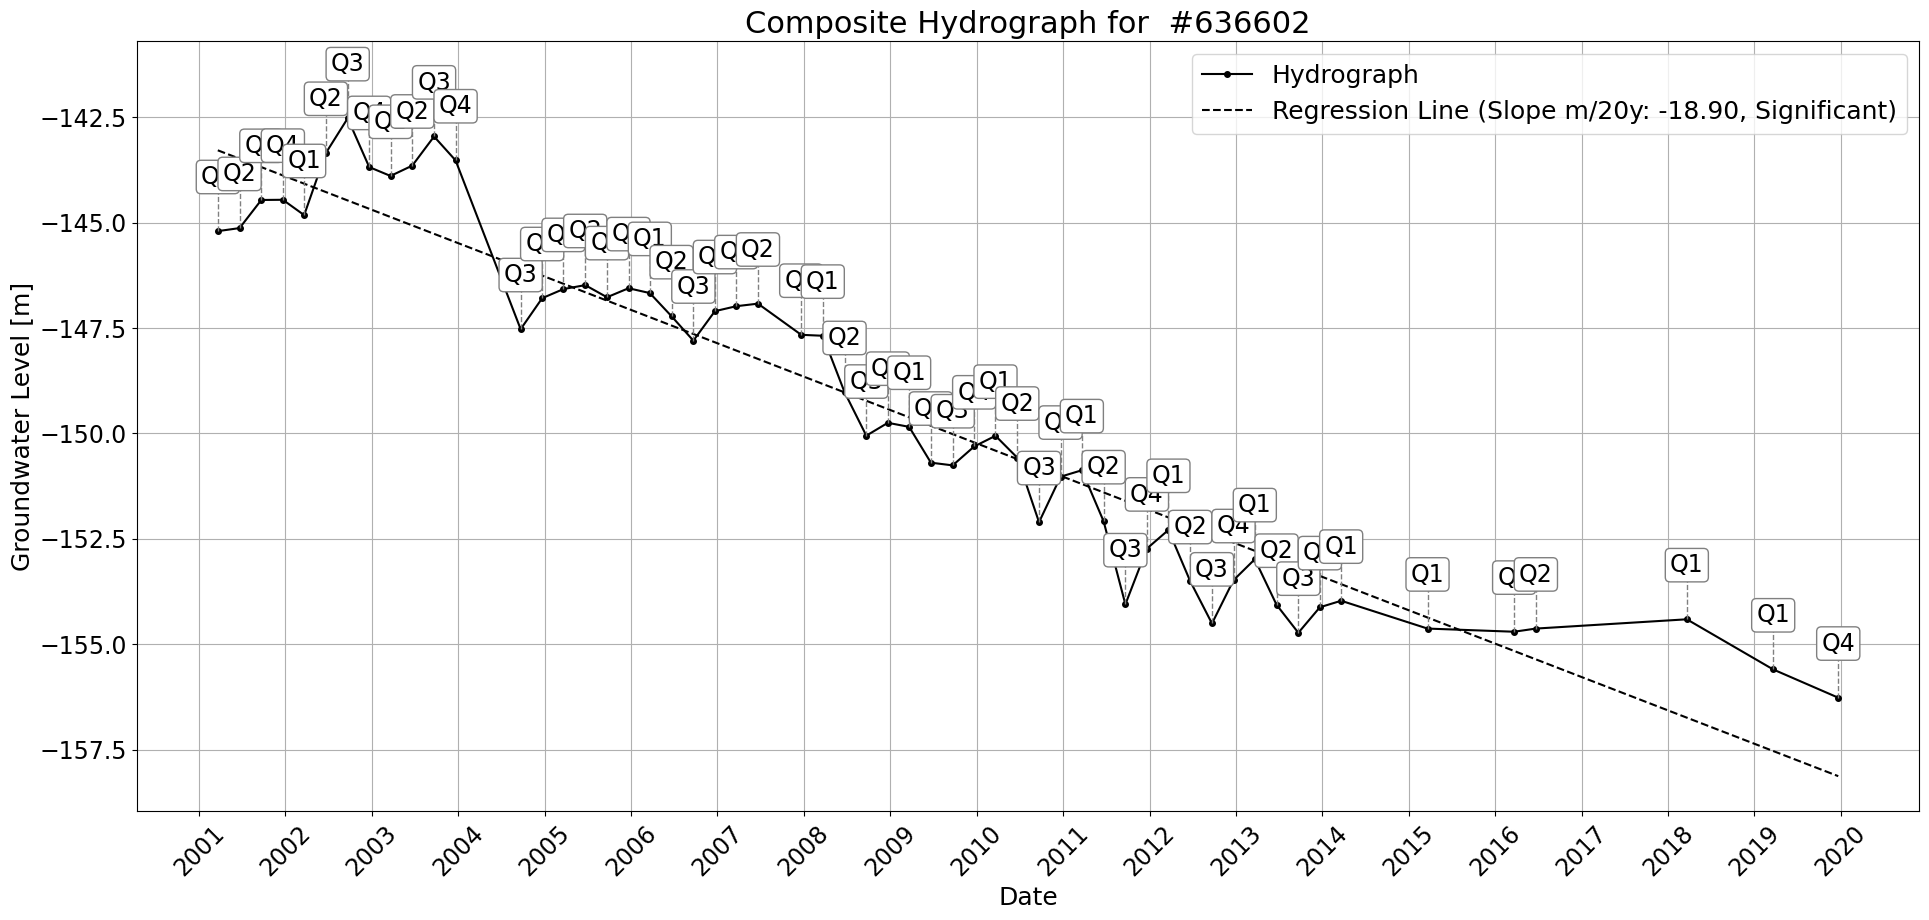 Composite Hydrograph for #636602
Hydrograph
Regression Line (Slope m/20y: -18.90, Significant)
Groundwater Level [m]
−142.5
−145.0
−147.5
−150.0
−152.5
−155.0
−157.5
Q2
Q4
Q1
Q2
Q3
Q2
Q3
Q4
Q3
Q1
Q2
Q3
Q2
Q1
Q2
Q1
Q3
Q1
Q2
Q3
Q1
Q2
Q3
Q4
Q1
Q2
Q3
Q4
Q1
Q2
Q3
Q1
Q1
Q2
Q1
Q1
Q4
2001
2002
2003
2004
2005
2006
2007
2008
2009
2010
2011
2012
2013
2014
2015
2016
2017
2018
2019
2020
Date